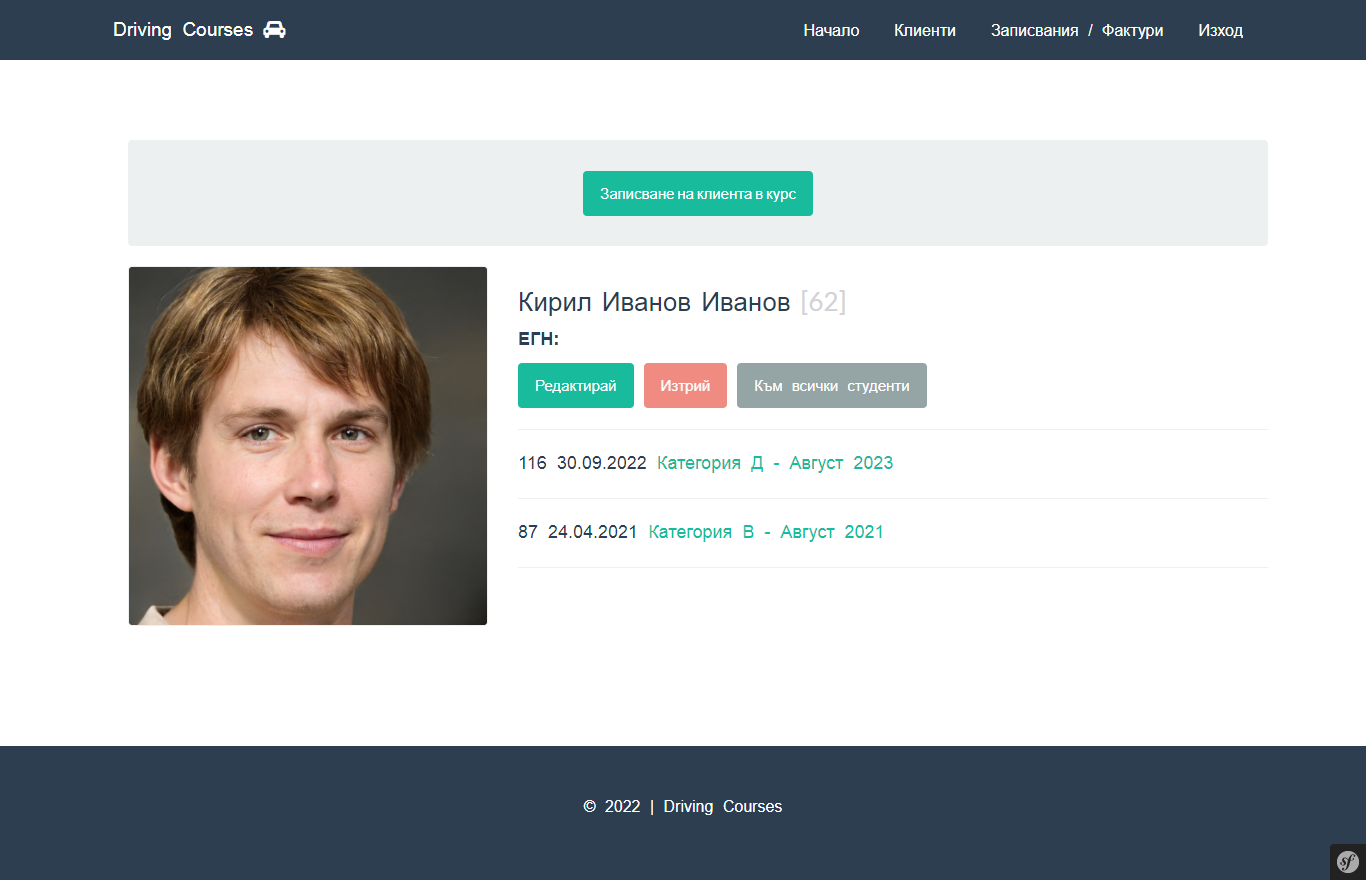 Driving Courses
Начало Клиенти Записвания / Фактури Изход
Записване на клиента в курс
Кирил Иванов Иванов [62]
ЕГН:
Редактирай Изтрий Към всички студенти
116 30.09.2022 Категория Д - Август 2023
87 24.04.2021 Категория В - Август 2021
© 2022 | Driving Courses
sf